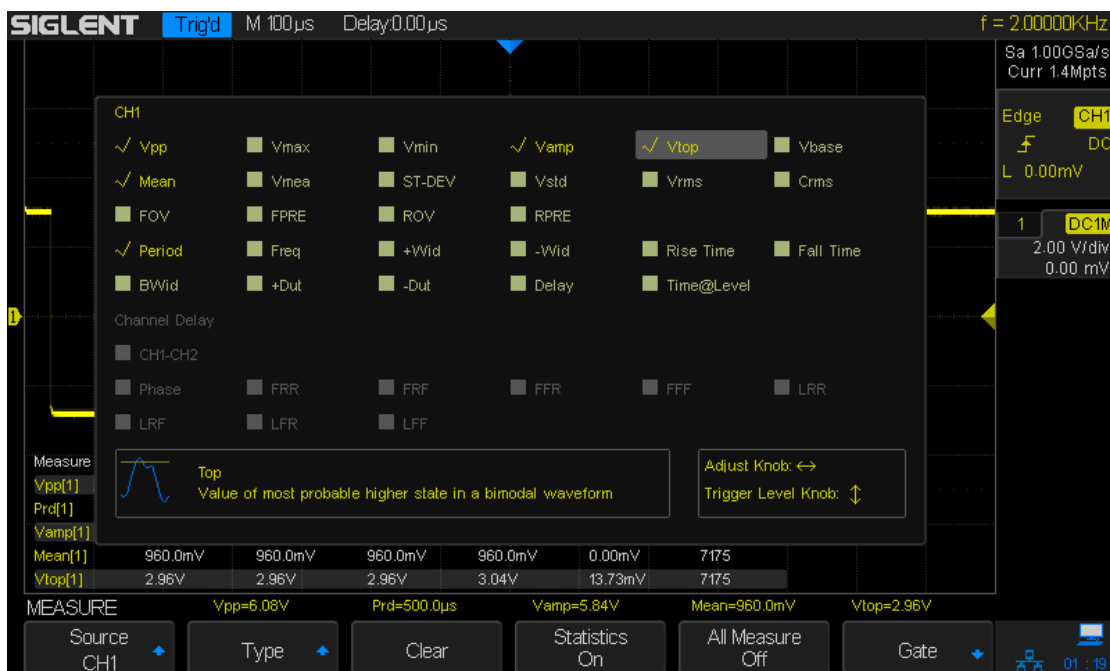 SIGLENT Trig'd M 100µs Delay:0.00µs f = 2.00000KHz
Sa 1.00GSa/s
Curr 1.4Mpts
CH1
Edge CH1
Vpp Vmax Vmin Vamp Vtop Vbase
DC
L 0.00mV
Mean Vmea ST-DEV Vstd Vrms Crms
FOV FPRE ROV RPRE
1 DC1M
Period Freq +Wid -Wid Rise Time Fall Time
2.00 V/div
0.00 mV
BWid +Dut -Dut Delay Time@Level
1
Channel Delay
CH1-CH2
Phase FRR FRF FFR FFF LRR
LRF LFR LFF
Measure
Vpp[1]
Prd[1]
Vamp[1]
Top
Value of most probable higher state in a bimodal waveform
Adjust Knob:
Trigger Level Knob:
Mean[1] 960.0mV 960.0mV 960.0mV 960.0mV 0.00mV 7175
Vtop[1] 2.96V 2.96V 2.96V 3.04V 13.73mV 7175
MEASURE Vpp=6.08V Prd=500.0µs Vamp=5.84V Mean=960.0mV Vtop=2.96V
Source
CH1
Type
Clear
Statistics
On
All Measure
Off
Gate
01 : 19